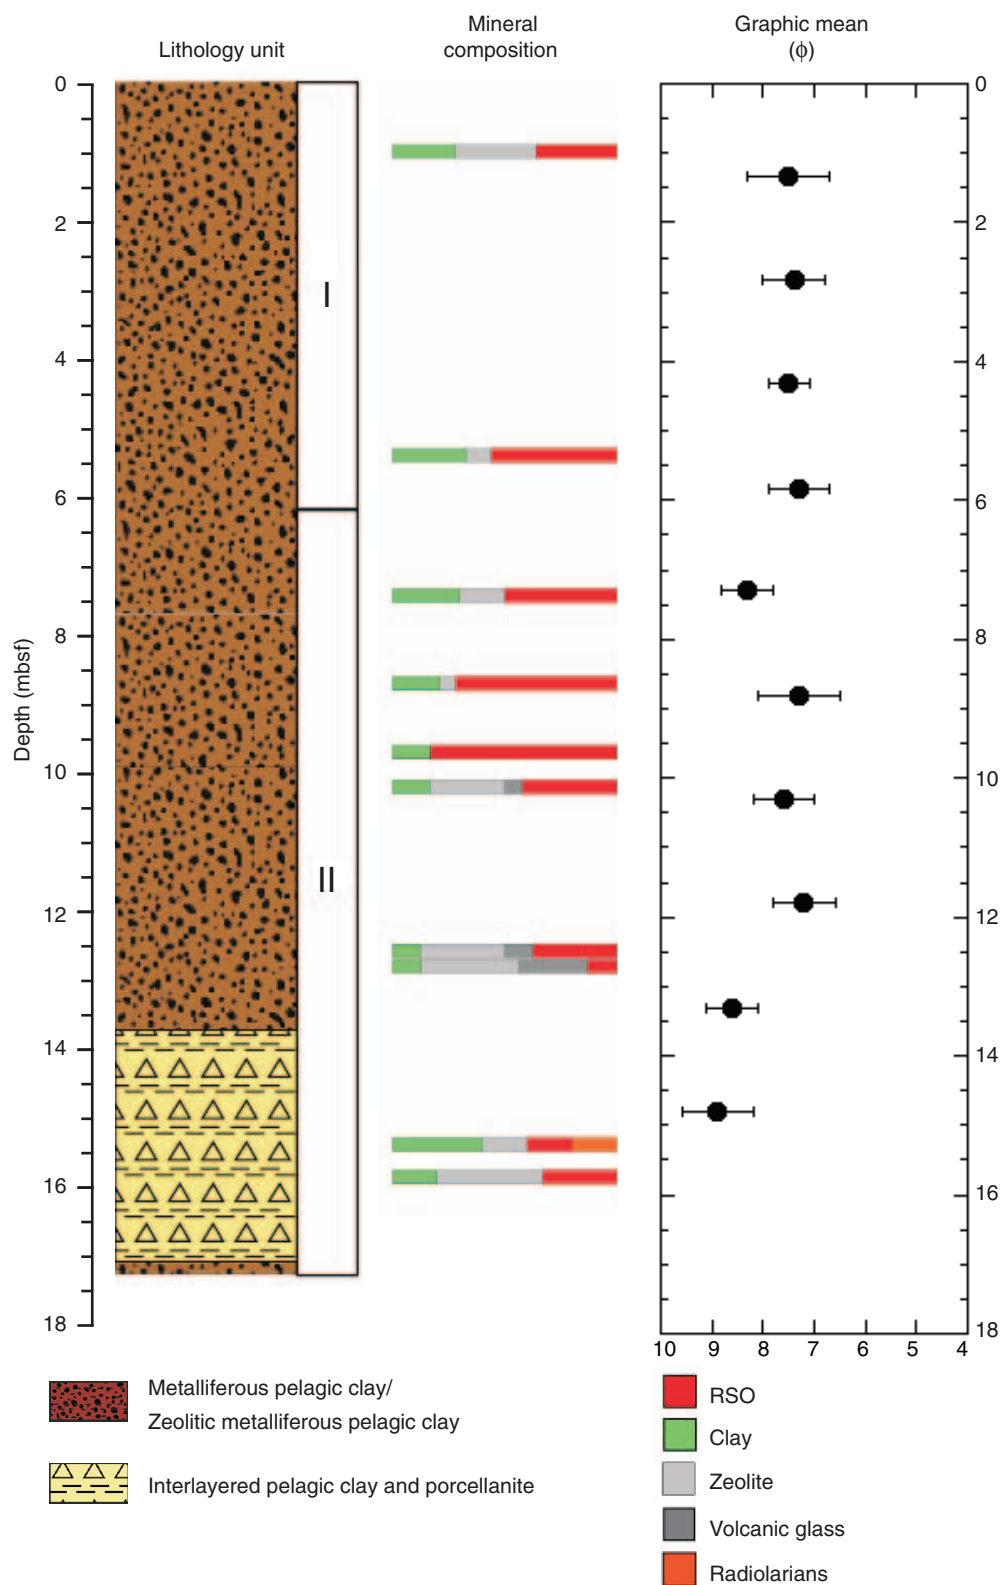 Lithology unit
Mineral
composition
Graphic mean
(ϕ)
Depth (mbsf)
0
2
4
6
8
10
12
14
16
18
I
II
0
2
4
6
8
10
12
14
16
18
10 9 8 7 6 5 4
Metalliferous pelagic clay/
Zeolitic metalliferous pelagic clay
Interlayered pelagic clay and porcellanite
RSO
Clay
Zeolite
Volcanic glass
Radiolarians